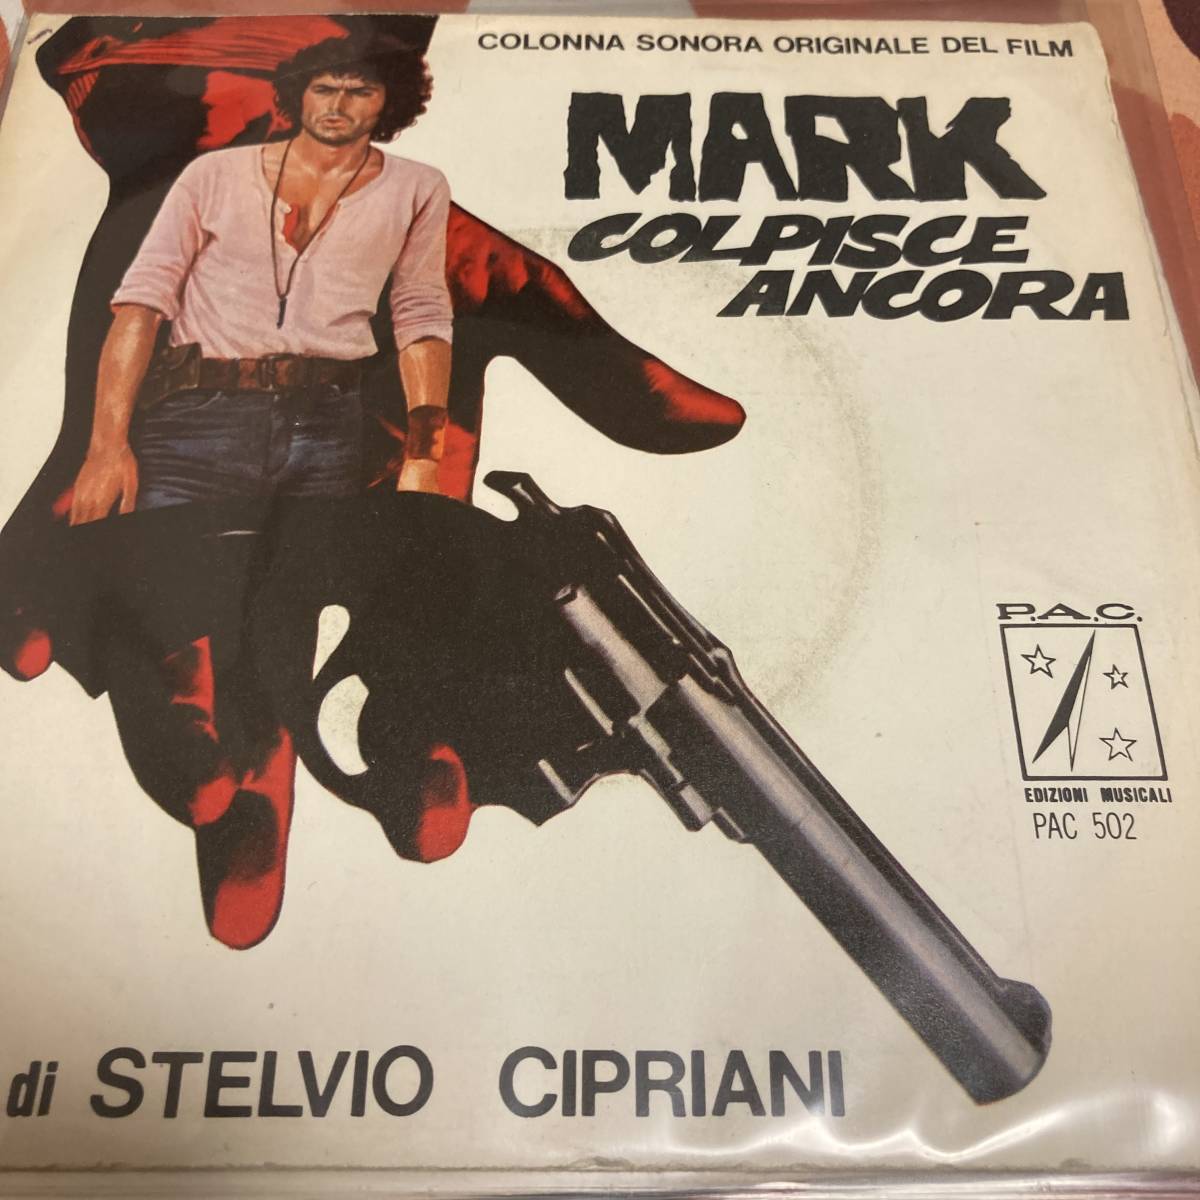 COLONNA SONORA ORIGINALE DEL FILM
MARK
COLPISCE
ANCORA
P.A.C.
EDIZIONI MUSICALI
PAC 502
di STELVIO CIPRIANI